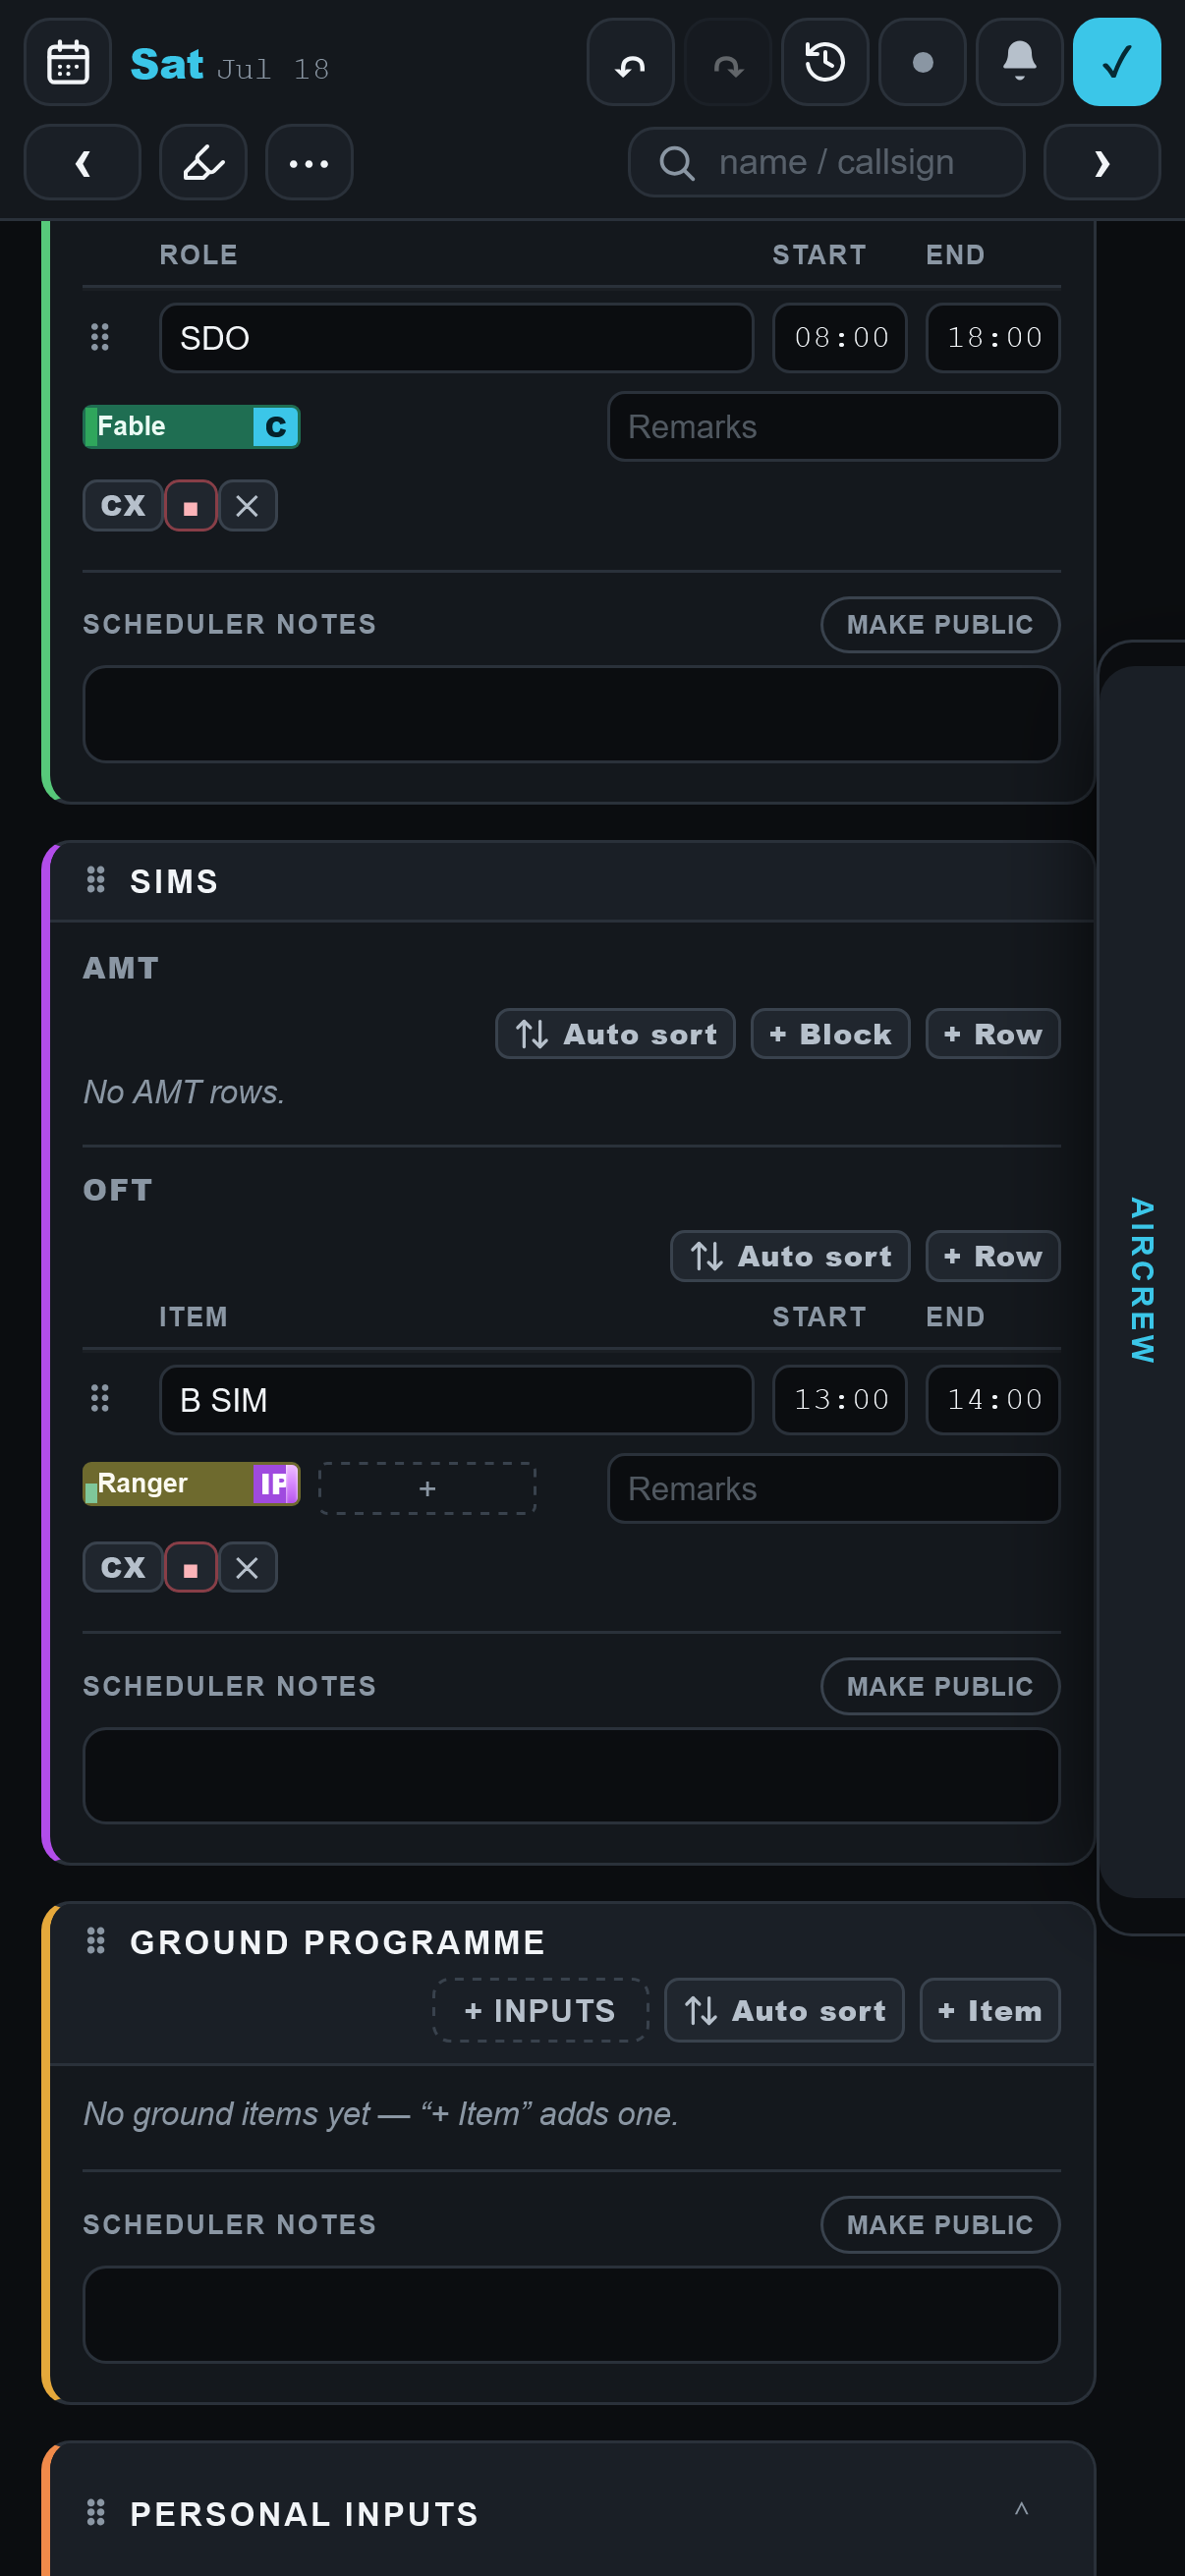 Sat Jul 18
name / callsign
ROLE START END
SDO 08:00 18:00
Fable C Remarks
CX
SCHEDULER NOTES MAKE PUBLIC
SIMS
AMT
Auto sort + Block + Row
No AMT rows.
OFT
Auto sort + Row
ITEM START END
B SIM 13:00 14:00
Ranger IP + Remarks
CX
SCHEDULER NOTES MAKE PUBLIC
AIRCREW
GROUND PROGRAMME
+ INPUTS Auto sort + Item
No ground items yet — “+ Item” adds one.
SCHEDULER NOTES MAKE PUBLIC
PERSONAL INPUTS